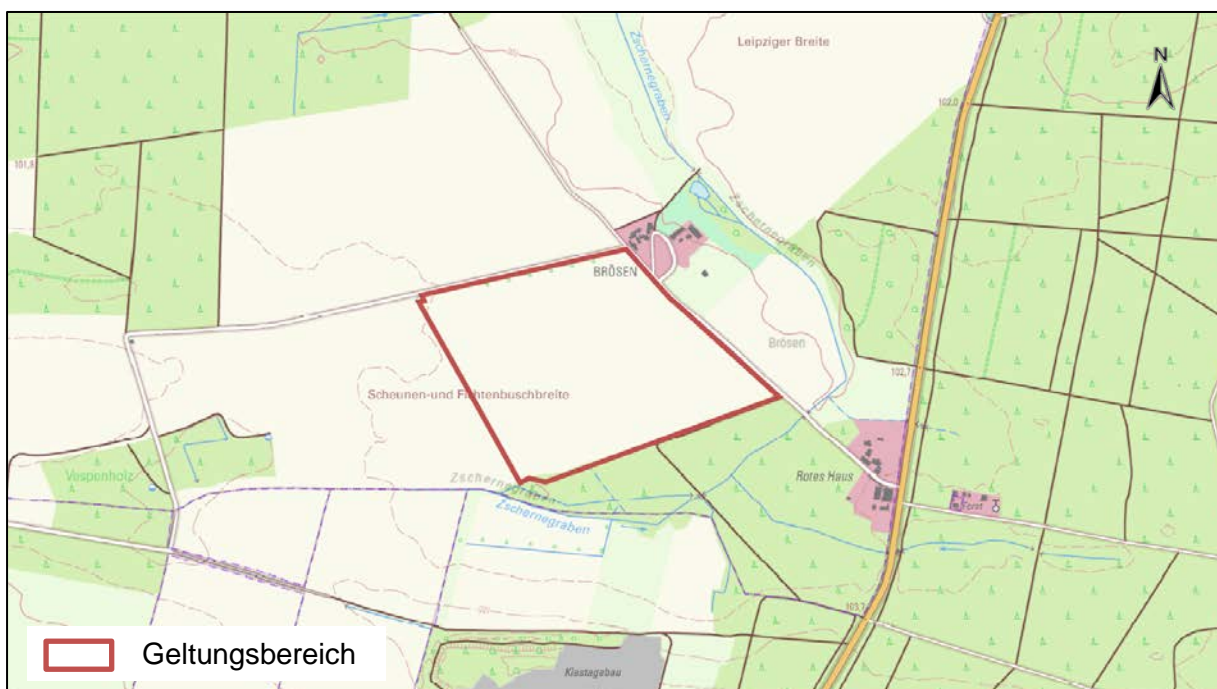 Leipziger Breite
N
Zschernegraben
102,0
101,8
Zschernegraben
BRÖSEN
Brösen
102,7
Scheunen-und Fichtenbuschbreite
Vesponholz
Zschernegraben
Rotes Haus
Zschernegraben
Forst
103,7
Geltungsbereich
Kiestagebau